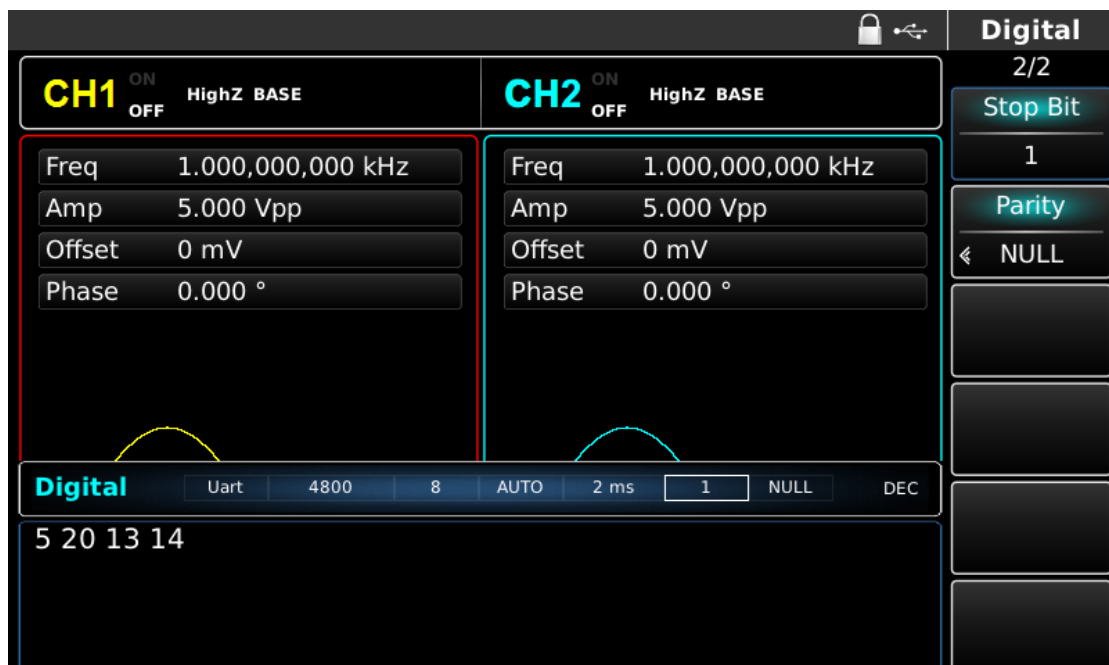 Digital
2/2
CH1 ON OFF HighZ BASE
CH2 ON OFF HighZ BASE
Stop Bit
1
Freq 1.000,000,000 kHz
Amp 5.000 Vpp
Offset 0 mV
Phase 0.000 °
Freq 1.000,000,000 kHz
Amp 5.000 Vpp
Offset 0 mV
Phase 0.000 °
Parity
NULL
Digital Uart 4800 8 AUTO 2 ms 1 NULL DEC
5 20 13 14